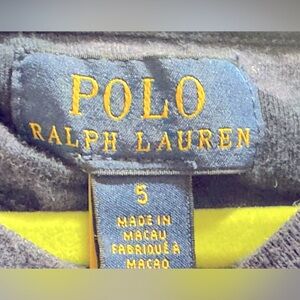 POLO
RALPH LAUREN
5
MADE IN
MACAU
FABRIQUÉ À
MACAO